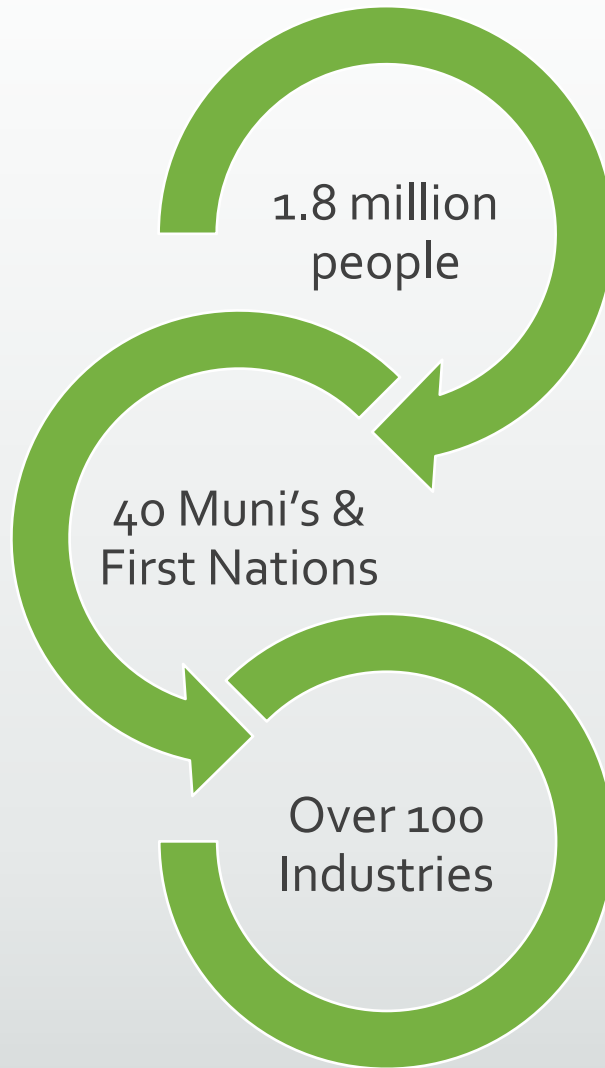 1.8 million
people
40 Muni's &
First Nations
Over 100
Industries